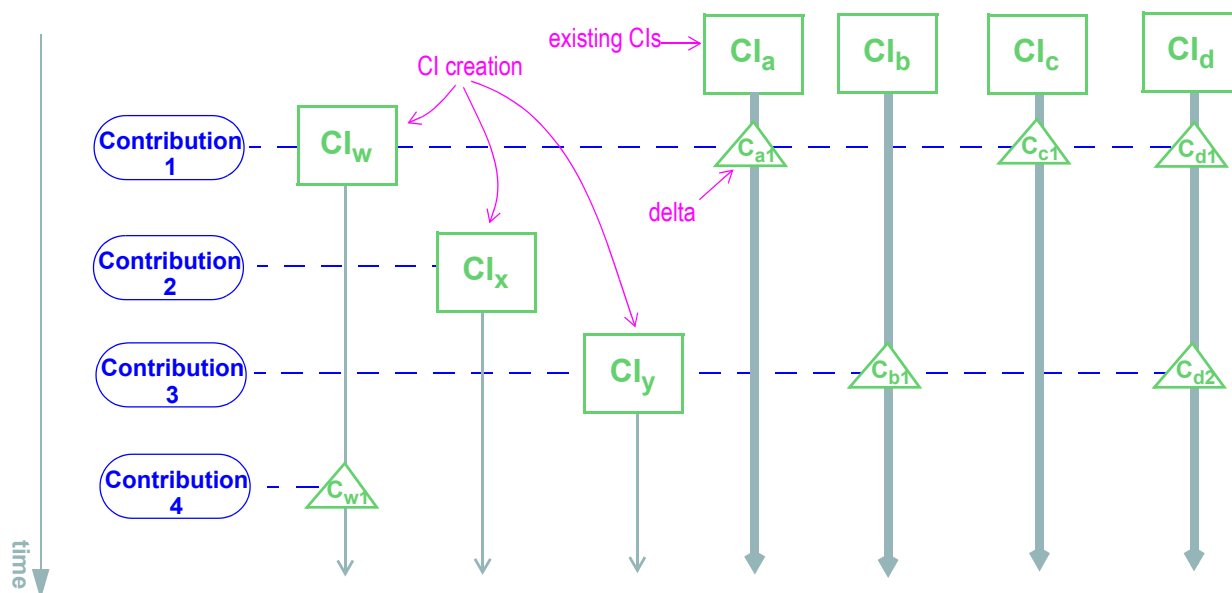 existing CIs
CI creation
CIa
CIb
CIc
CId
Contribution
1
CIw
Ca1
Cc1
Cd1
delta
Contribution
2
CIx
Contribution
3
CIy
Cb1
Cd2
Contribution
4
Cw1
time